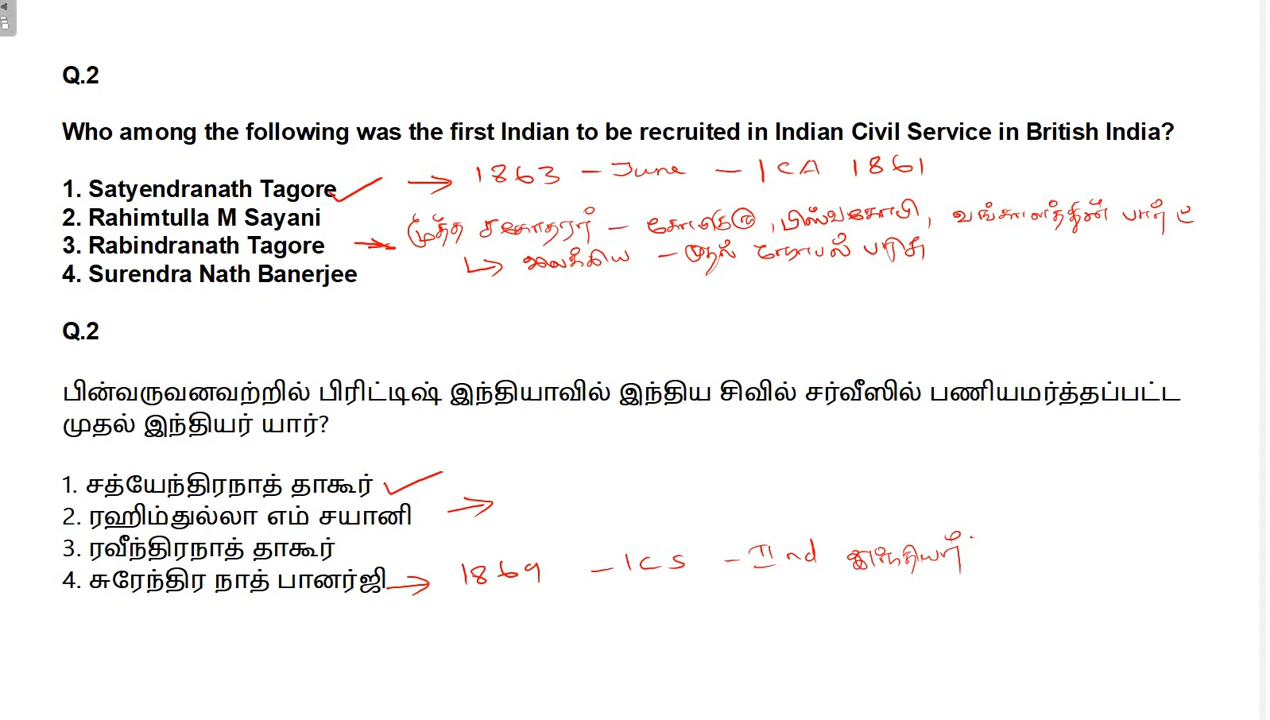 Q.2
Who among the following was the first Indian to be recruited in Indian Civil Service in British India?
1. Satyendranath Tagore → 1863 - June - ICA 1861
2. Rahimtulla M Sayani
மூத்த சகோதரர் - கோபிகுரு, பிஸ்வகோபி, வங்காளத்தின் பார்ட்
3. Rabindranath Tagore → இலக்கிய - முதல் நோபல் பரிசு
4. Surendra Nath Banerjee
Q.2
பின்வருவனவற்றில் பிரிட்டிஷ் இந்தியாவில் இந்திய சிவில் சர்வீஸில் பணியமர்த்தப்பட்ட
முதல் இந்தியர் யார்?
1. சத்யேந்திரநாத் தாகூர்
2. ரஹிம்துல்லா எம் சயானி →
3. ரவீந்திரநாத் தாகூர்
4. சுரேந்திர நாத் பானர்ஜி → 1869 - ICS - IInd இந்தியர்